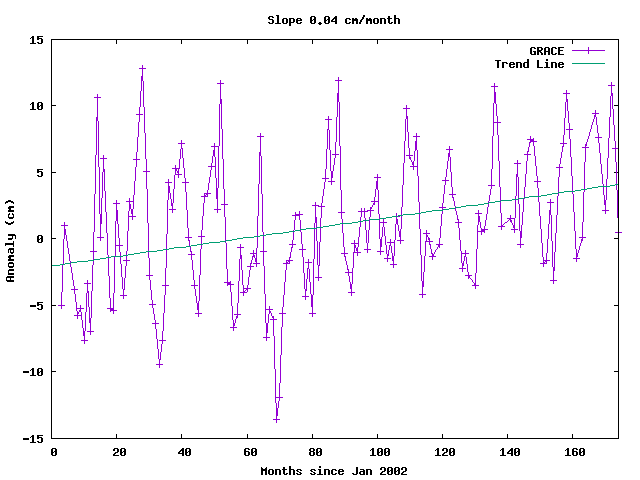 Slope 0.04 cm/month
GRACE
Trend Line
15
10
5
0
-5
-10
-15
Anomaly (cm)
0 20 40 60 80 100 120 140 160
Months since Jan 2002